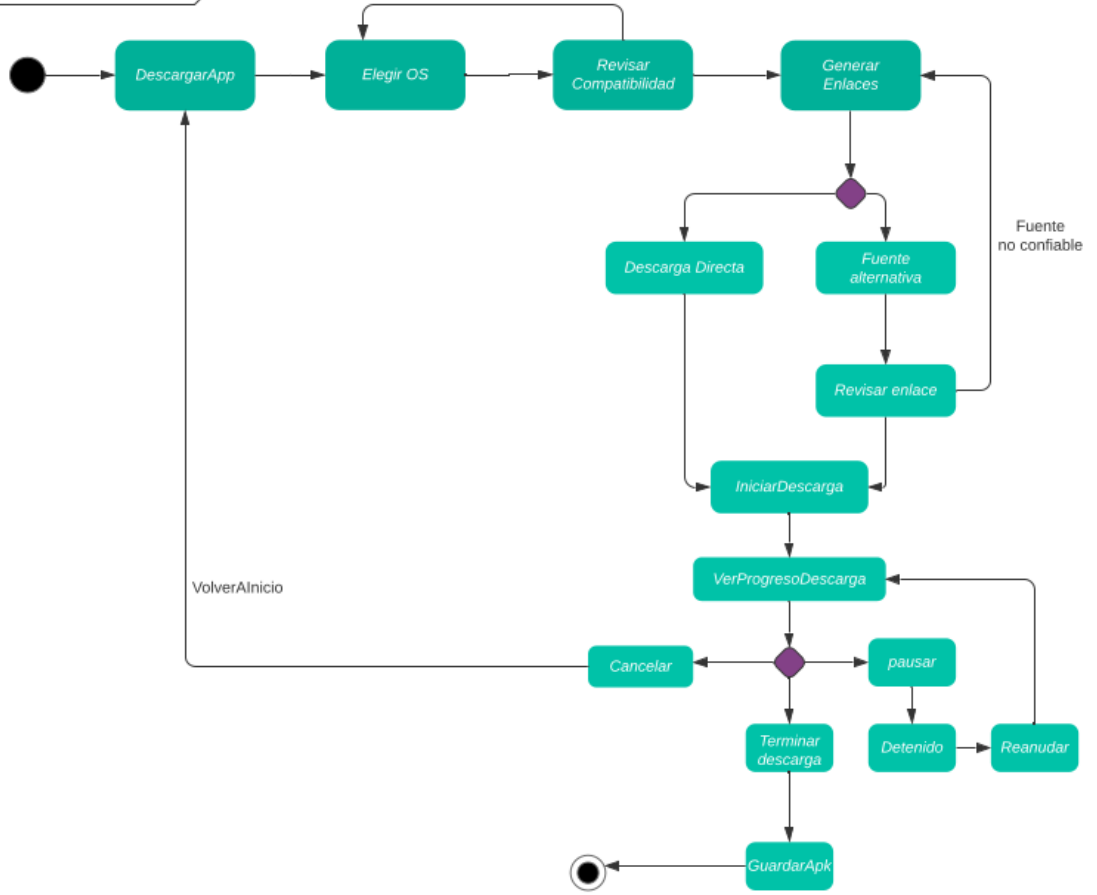 DescargarApp
Elegir OS
Revisar
Compatibilidad
Generar
Enlaces
Fuente
no confiable
Descarga Directa
Fuente
alternativa
Revisar enlace
IniciarDescarga
VerProgresoDescarga
VolverAInicio
Cancelar
pausar
Terminar
descarga
Detenido
Reanudar
GuardarApk